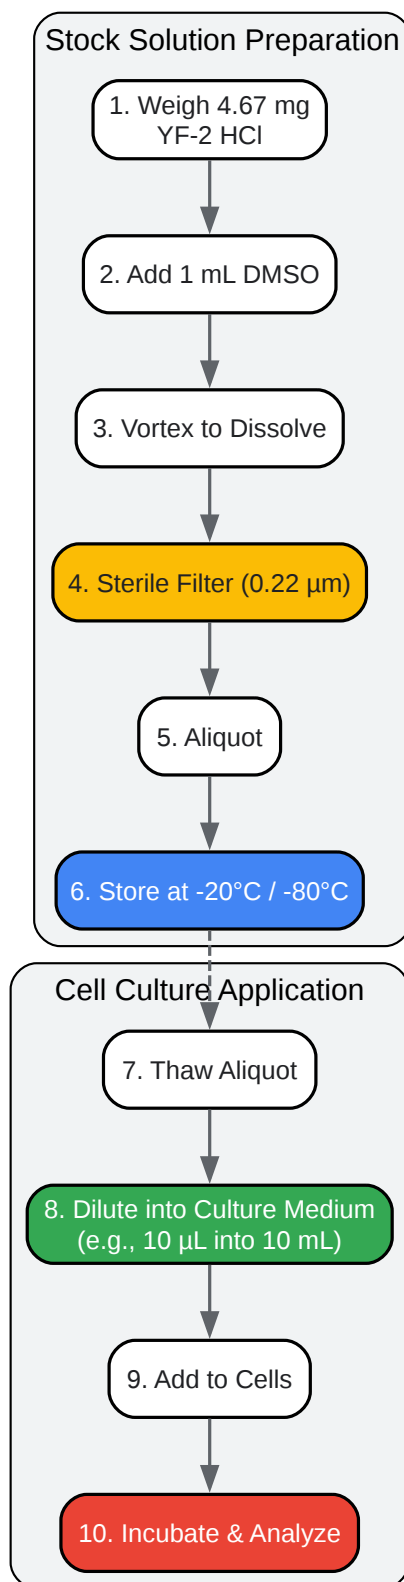 Stock Solution Preparation
1. Weigh 4.67 mg
YF-2 HCl
2. Add 1 mL DMSO
3. Vortex to Dissolve
4. Sterile Filter (0.22 µm)
5. Aliquot
6. Store at -20°C / -80°C
Cell Culture Application
7. Thaw Aliquot
8. Dilute into Culture Medium
(e.g., 10 µL into 10 mL)
9. Add to Cells
10. Incubate & Analyze